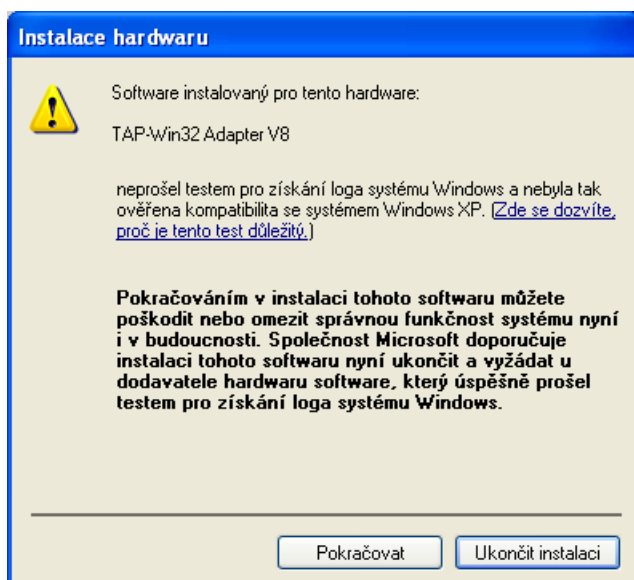 Instalace hardwaru
Software instalovaný pro tento hardware:
TAP-Win32 Adapter V8
neprošel testem pro získání loga systému Windows a nebyla tak
ověřena kompatibilita se systémem Windows XP. (Zde se dozvíte,
proč je tento test důležitý.)
Pokračováním v instalaci tohoto softwaru můžete
poškodit nebo omezit správnou funkčnost systému nyní
i v budoucnosti. Společnost Microsoft doporučuje
instalaci tohoto softwaru nyní ukončit a vyžádat u
dodavatele hardwaru software, který úspěšně prošel
testem pro získání loga systému Windows.
Pokračovat
Ukončit instalaci